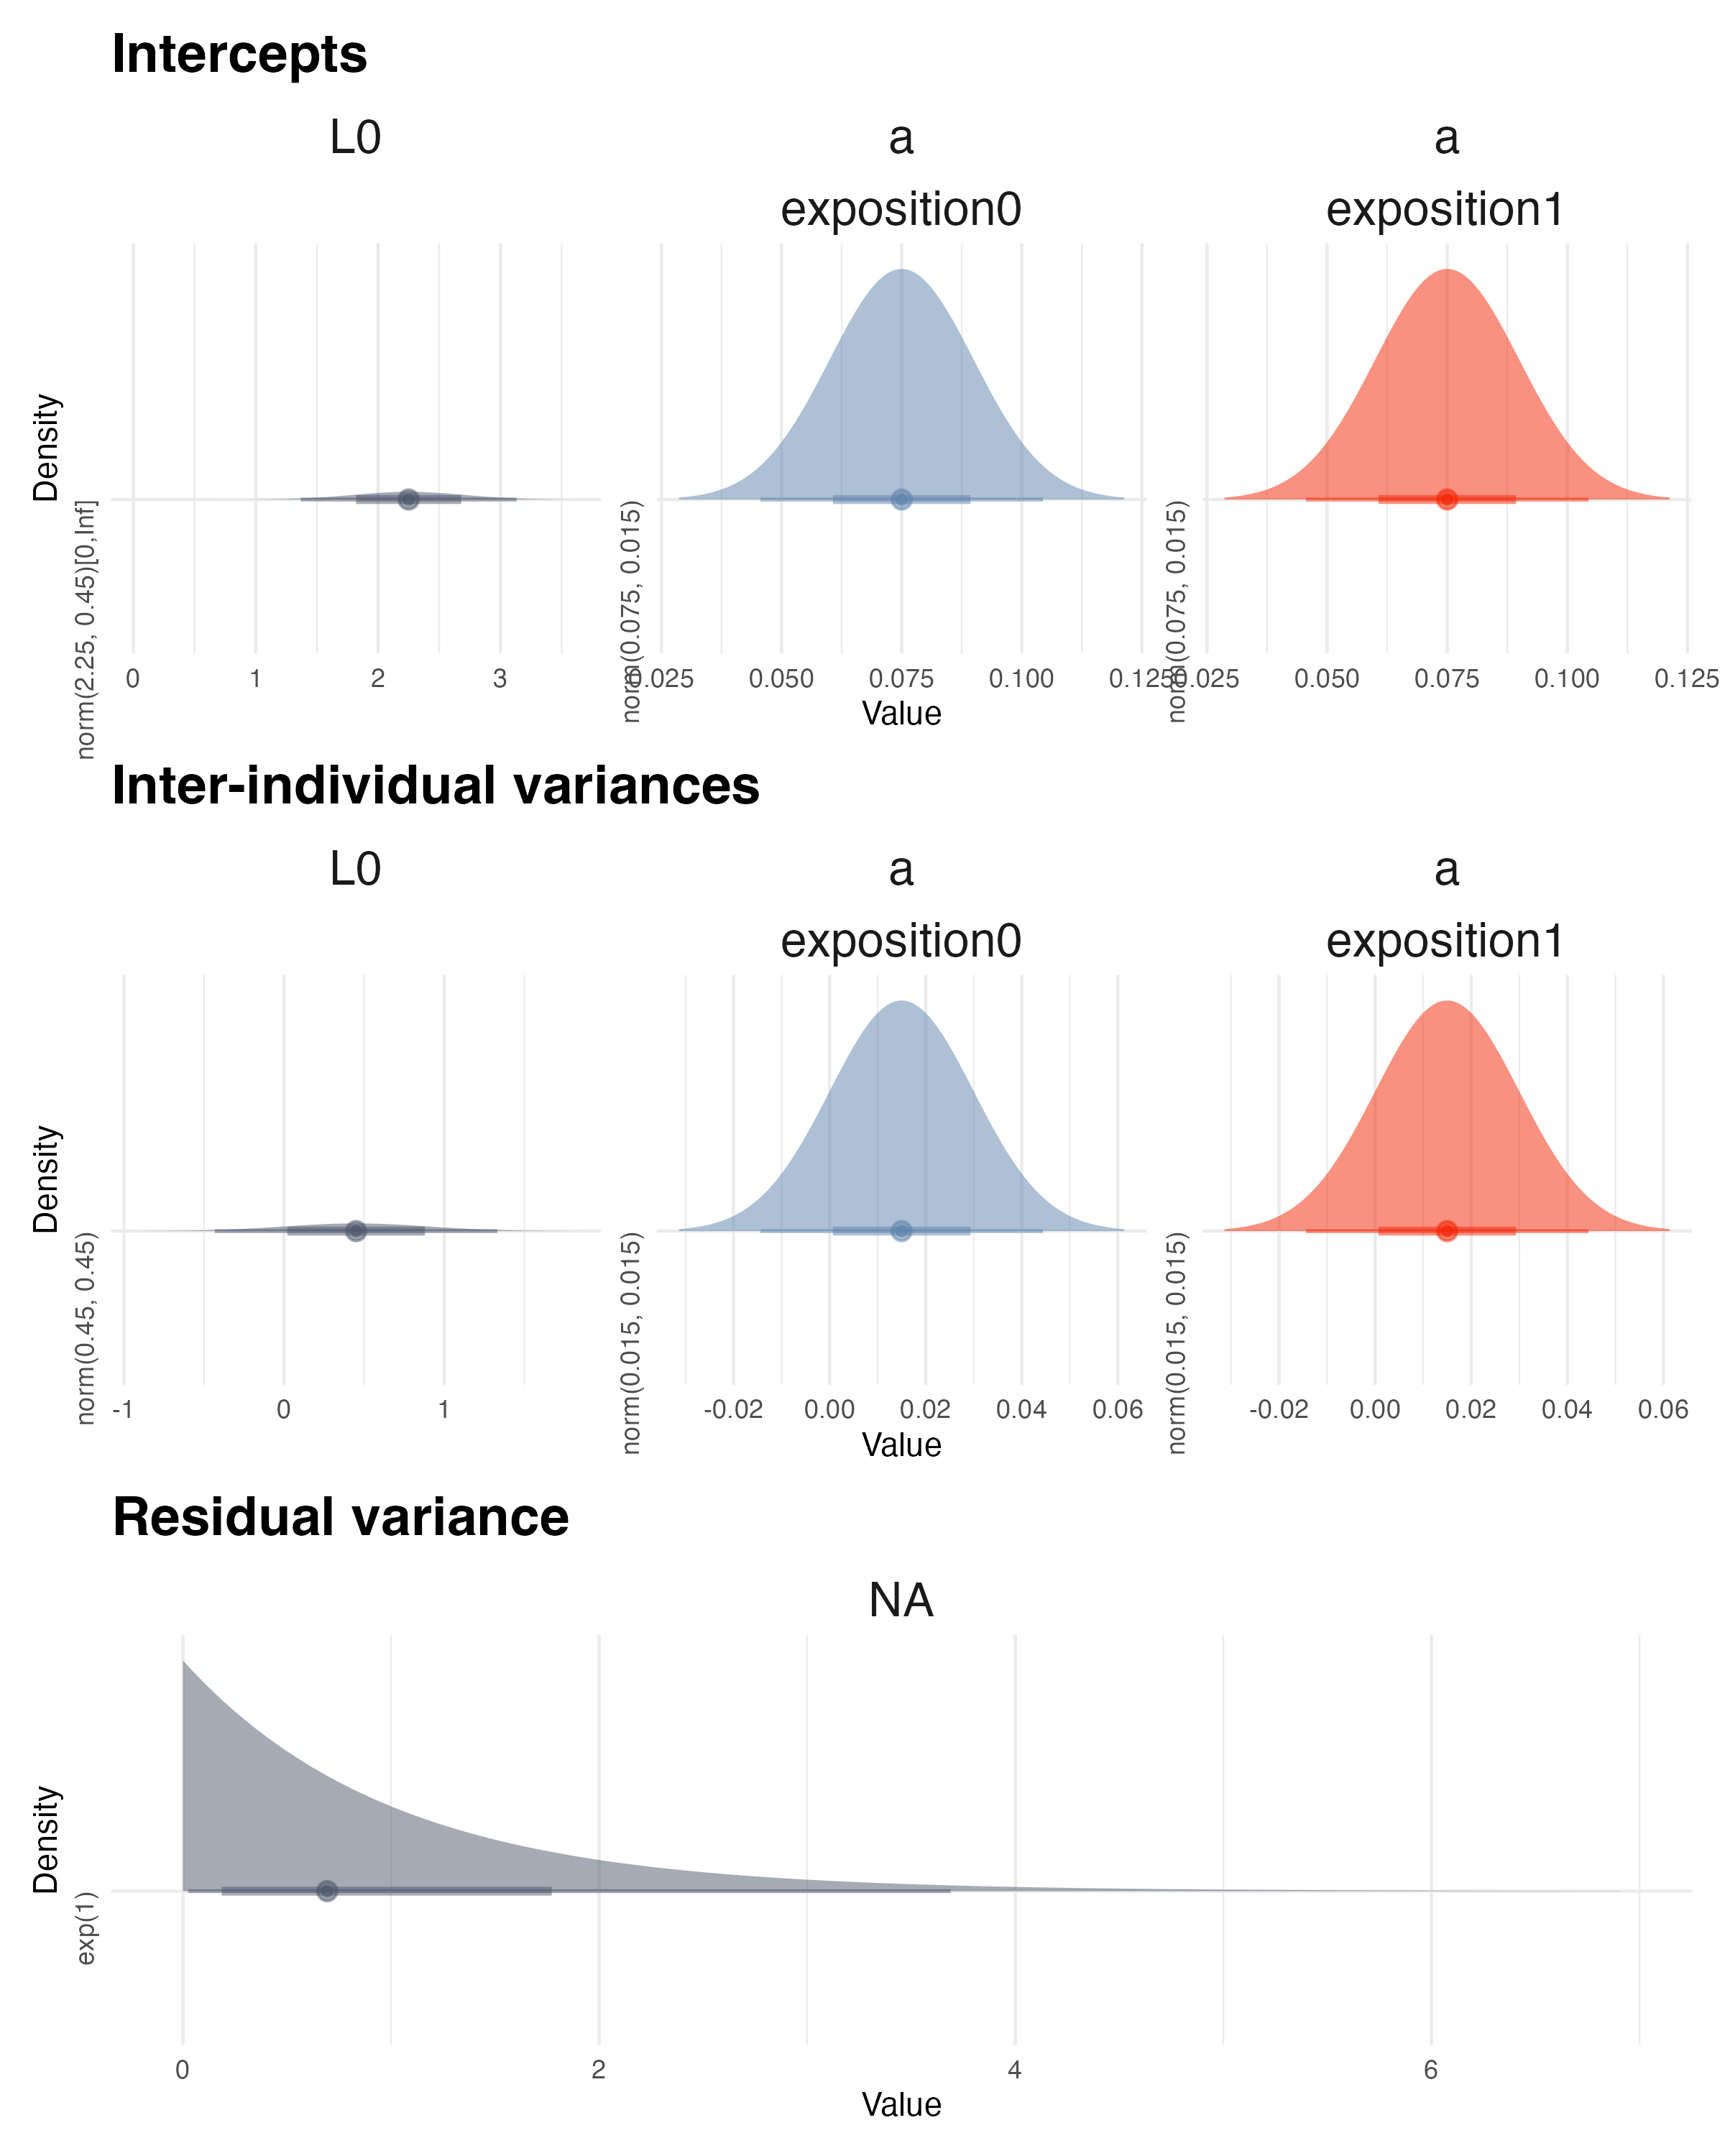 Intercepts
L0
a
a
exposition0
exposition1
Density
norm(2.25, 0.45)[0,Inf]
norm(0.075, 0.015)
norm(0.075, 0.015)
0 1 2 3
0.025 0.050 0.075 0.100 0.125
0.025 0.050 0.075 0.100 0.125
Value
Inter-individual variances
L0
a
a
exposition0
exposition1
Density
norm(0.45, 0.45)
norm(0.015, 0.015)
norm(0.015, 0.015)
-1 0 1
-0.02 0.00 0.02 0.04 0.06
-0.02 0.00 0.02 0.04 0.06
Value
Residual variance
NA
Density
exp(1)
0 2 4 6
Value